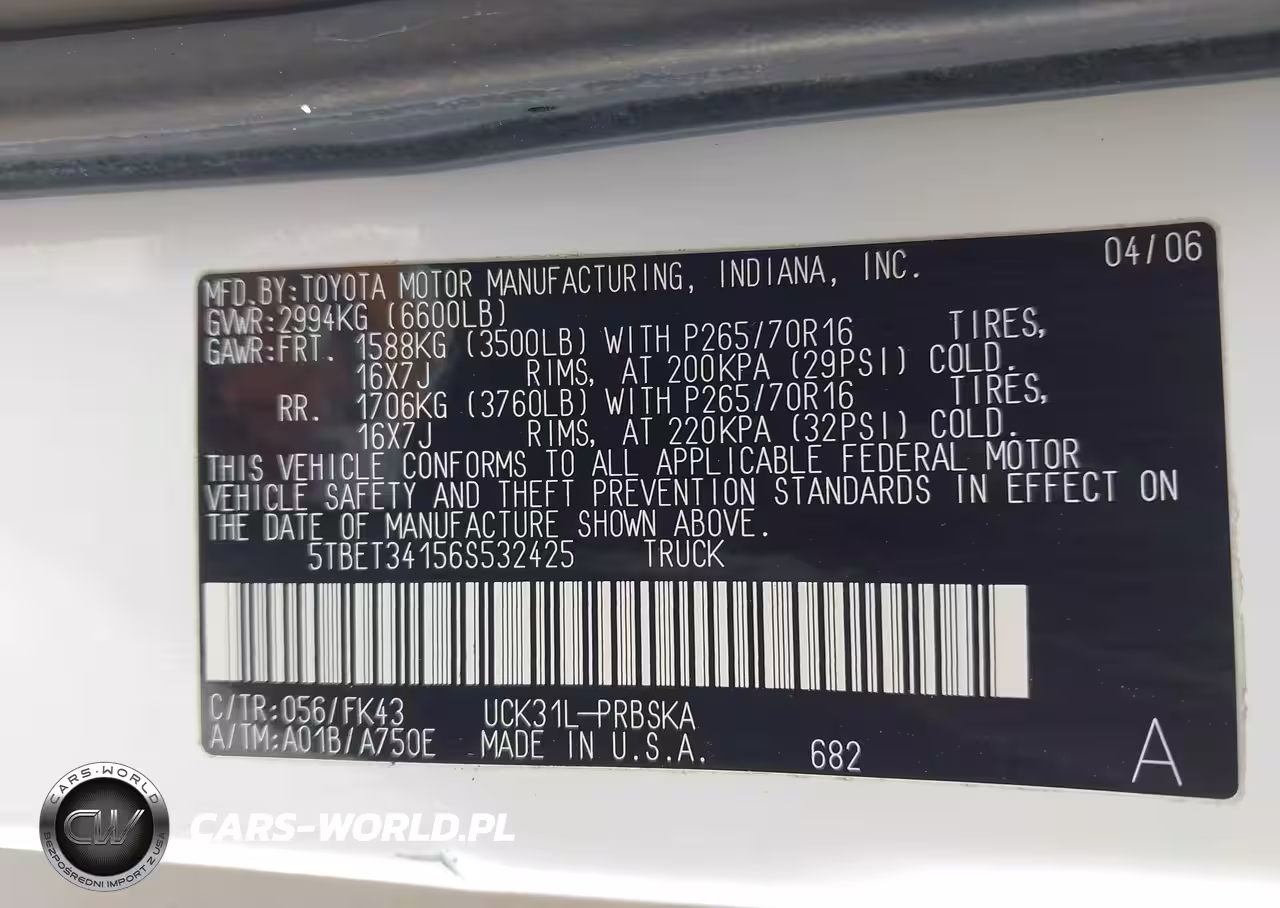 04/06
MFD.BY:TOYOTA MOTOR MANUFACTURING, INDIANA, INC.
GVWR:2994KG (6600LB)
GAWR:FRT. 1588KG (3500LB) WITH P265/70R16 TIRES,
16X7J RIMS, AT 200KPA (29PSI) COLD.
RR. 1706KG (3760LB) WITH P265/70R16 TIRES,
16X7J RIMS, AT 220KPA (32PSI) COLD.
THIS VEHICLE CONFORMS TO ALL APPLICABLE FEDERAL MOTOR
VEHICLE SAFETY AND THEFT PREVENTION STANDARDS IN EFFECT ON
THE DATE OF MANUFACTURE SHOWN ABOVE.
5TBET34156S532425 TRUCK
C/TR:056/FK43 UCK31L-PRBSKA
A/TM:A01B/A750E MADE IN U.S.A. 682 A
CARS-WORLD
CW
BEZPOŚREDNI IMPORT Z USA
CARS-WORLD.PL